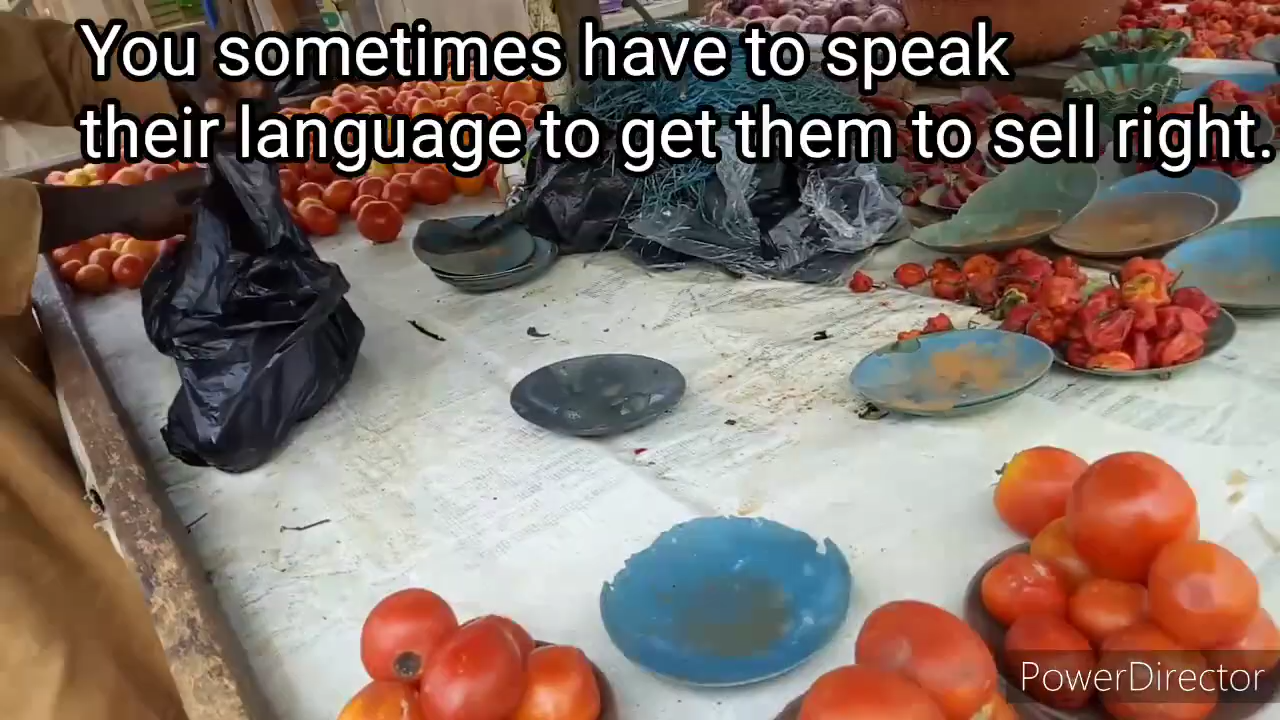 You sometimes have to speak
their language to get them to sell right.
PowerDirector